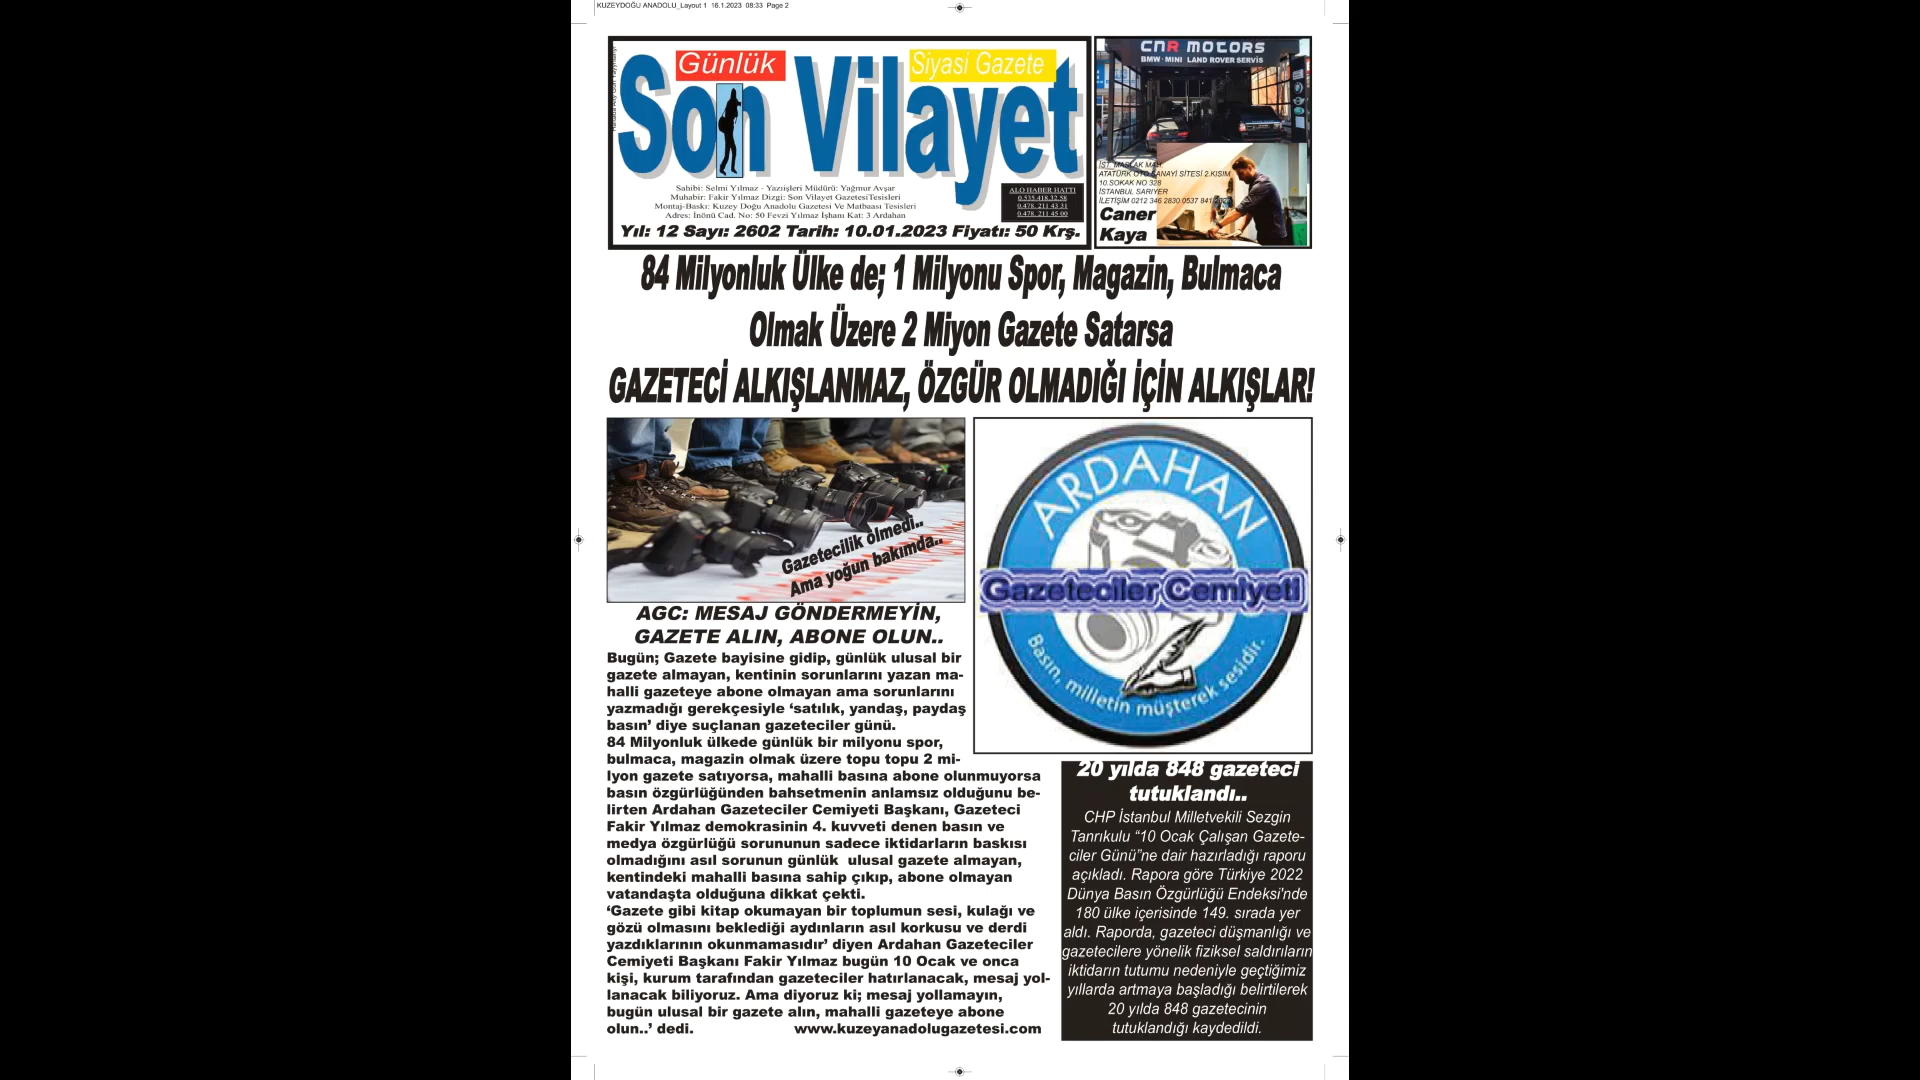 KUZEYDOĞU ANADOLU_Layout 1 16.1.2023 08:33 Page 2
Günlük
Siyasi Gazete
Son Vilayet
Sahibi: Selmi Yılmaz - Yazıişleri Müdürü: Yağmur Avşar
Muhabir: Fakir Yılmaz Dizgi: Son Vilayet GazetesiTesisleri
Montaj-Baskı: Kuzey Doğu Anadolu Gazetesi Ve Matbaası Tesisleri
Adres: İnönü Cad. No: 50 Fevzi Yılmaz İşhanı Kat: 3 Ardahan
ALO HABER HATTI
0.535.418.32.58
0.478. 211 43 31
0.478. 211 45 00
Yıl: 12 Sayı: 2602 Tarih: 10.01.2023 Fiyatı: 50 Krş.
CNR MOTORS
BMW · MINI LAND ROVER SERVİS
İST. MASLAK MAH.
ATATÜRK OTO SANAYİ SİTESİ 2.KISIM
10.SOKAK NO 328
İSTANBUL SARIYER
İLETİŞİM 0212 346 2830 0537 841
Caner
Kaya
84 Milyonluk Ülke de; 1 Milyonu Spor, Magazin, Bulmaca
Olmak Üzere 2 Miyon Gazete Satarsa
GAZETECİ ALKIŞLANMAZ, ÖZGÜR OLMADIĞI İÇİN ALKIŞLAR!
Gazetecilik ölmedi..
Ama yoğun bakımda..
ARDAHAN
Gazeteciler Cemiyeti
Basın, milletin müşterek sesidir.
AGC: MESAJ GÖNDERMEYİN,
GAZETE ALIN, ABONE OLUN..
Bugün; Gazete bayisine gidip, günlük ulusal bir
gazete almayan, kentinin sorunlarını yazan ma-
halli gazeteye abone olmayan ama sorunlarını
yazmadığı gerekçesiyle ‘satılık, yandaş, paydaş
basın’ diye suçlanan gazeteciler günü.
84 Milyonluk ülkede günlük bir milyonu spor,
bulmaca, magazin olmak üzere topu topu 2 mi-
lyon gazete satıyorsa, mahalli basına abone olunmuyorsa
basın özgürlüğünden bahsetmenin anlamsız olduğunu be-
lirten Ardahan Gazeteciler Cemiyeti Başkanı, Gazeteci
Fakir Yılmaz demokrasinin 4. kuvveti denen basın ve
medya özgürlüğü sorununun sadece iktidarların baskısı
olmadığını asıl sorunun günlük ulusal gazete almayan,
kentindeki mahalli basına sahip çıkıp, abone olmayan
vatandaşta olduğuna dikkat çekti.
‘Gazete gibi kitap okumayan bir toplumun sesi, kulağı ve
gözü olmasını beklediği aydınların asıl korkusu ve derdi
yazdıklarının okunmamasıdır’ diyen Ardahan Gazeteciler
Cemiyeti Başkanı Fakir Yılmaz bugün 10 Ocak ve onca
kişi, kurum tarafından gazeteciler hatırlanacak, mesaj yol-
lanacak biliyoruz. Ama diyoruz ki; mesaj yollamayın,
bugün ulusal bir gazete alın, mahalli gazeteye abone
olun..’ dedi. www.kuzeyanadolugazetesi.com
20 yılda 848 gazeteci
tutuklandı..
CHP İstanbul Milletvekili Sezgin
Tanrıkulu “10 Ocak Çalışan Gazete-
ciler Günü”ne dair hazırladığı raporu
açıkladı. Rapora göre Türkiye 2022
Dünya Basın Özgürlüğü Endeksi'nde
180 ülke içerisinde 149. sırada yer
aldı. Raporda, gazeteci düşmanlığı ve
gazetecilere yönelik fiziksel saldırıların
iktidarın tutumu nedeniyle geçtiğimiz
yıllarda artmaya başladığı belirtilerek
20 yılda 848 gazetecinin
tutuklandığı kaydedildi.